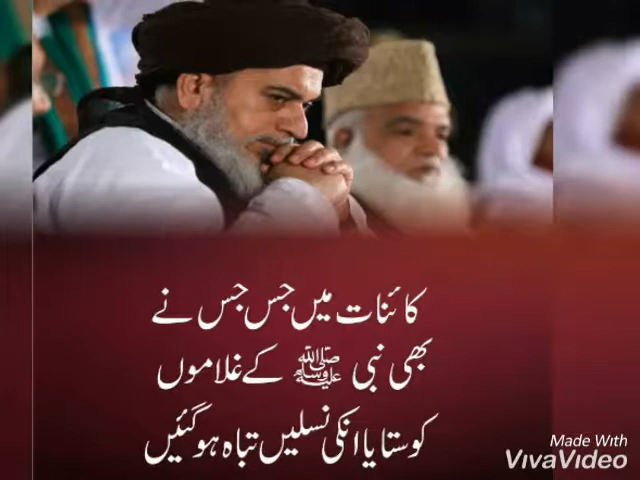 کائنات میں جس جس نے
بھی نبی ﷺ کے غلاموں
کو ستایا انکی نسلیں تباہ ہو گئیں
Made With
VivaVideo